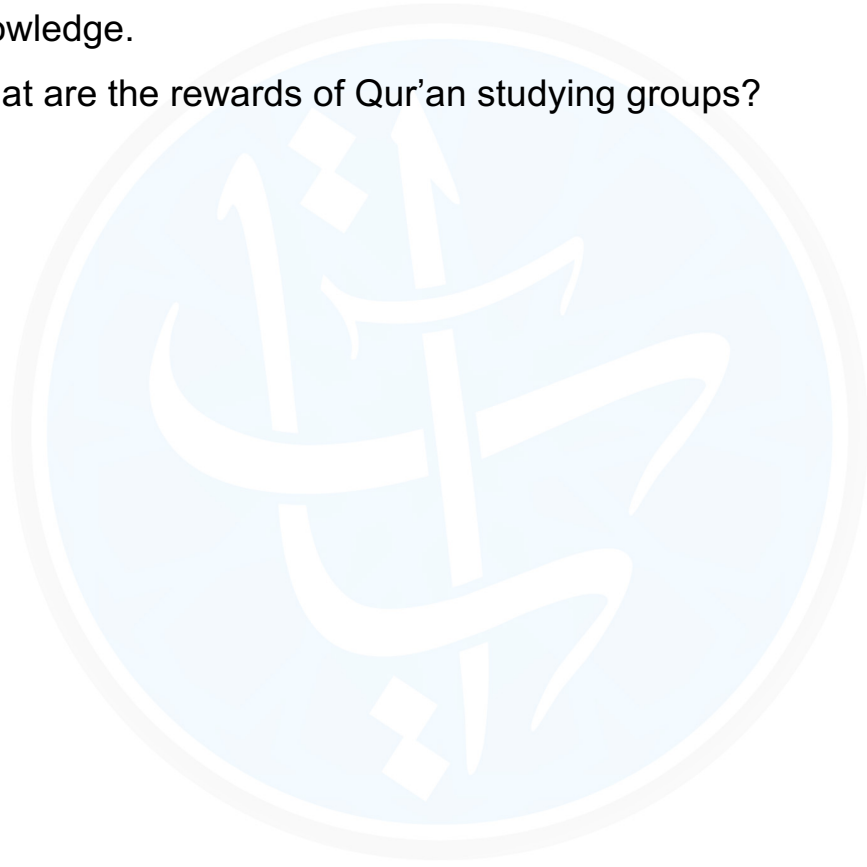 owledge.
at are the rewards of Qur’an studying groups?